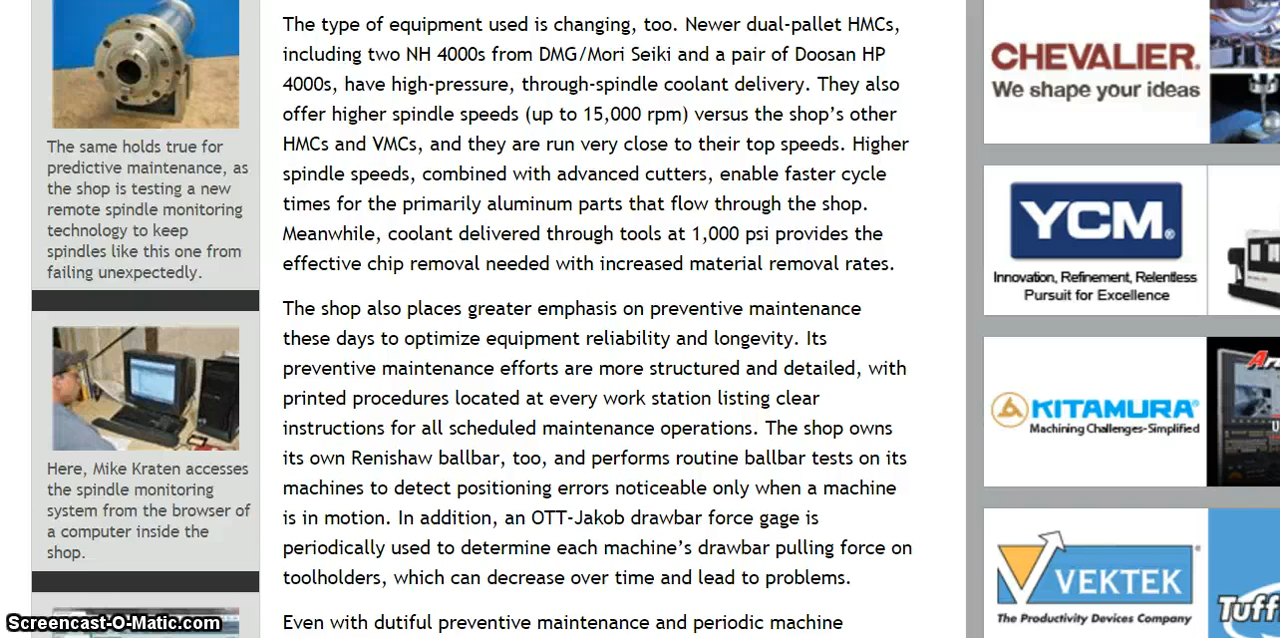 The same holds true for
predictive maintenance, as
the shop is testing a new
remote spindle monitoring
technology to keep
spindles like this one from
failing unexpectedly.
Here, Mike Kraten accesses
the spindle monitoring
system from the browser of
a computer inside the
shop.
The type of equipment used is changing, too. Newer dual-pallet HMCs,
including two NH 4000s from DMG/Mori Seiki and a pair of Doosan HP
4000s, have high-pressure, through-spindle coolant delivery. They also
offer higher spindle speeds (up to 15,000 rpm) versus the shop’s other
HMCs and VMCs, and they are run very close to their top speeds. Higher
spindle speeds, combined with advanced cutters, enable faster cycle
times for the primarily aluminum parts that flow through the shop.
Meanwhile, coolant delivered through tools at 1,000 psi provides the
effective chip removal needed with increased material removal rates.
The shop also places greater emphasis on preventive maintenance
these days to optimize equipment reliability and longevity. Its
preventive maintenance efforts are more structured and detailed, with
printed procedures located at every work station listing clear
instructions for all scheduled maintenance operations. The shop owns
its own Renishaw ballbar, too, and performs routine ballbar tests on its
machines to detect positioning errors noticeable only when a machine
is in motion. In addition, an OTT-Jakob drawbar force gage is
periodically used to determine each machine’s drawbar pulling force on
toolholders, which can decrease over time and lead to problems.
Even with dutiful preventive maintenance and periodic machine
CHEVALIER.
We shape your ideas
YCM®
Innovation, Refinement, Relentless
Pursuit for Excellence
KITAMURA®
Machining Challenges-Simplified
VEKTEK®
The Productivity Devices Company
Tuff
Screencast-O-Matic.com